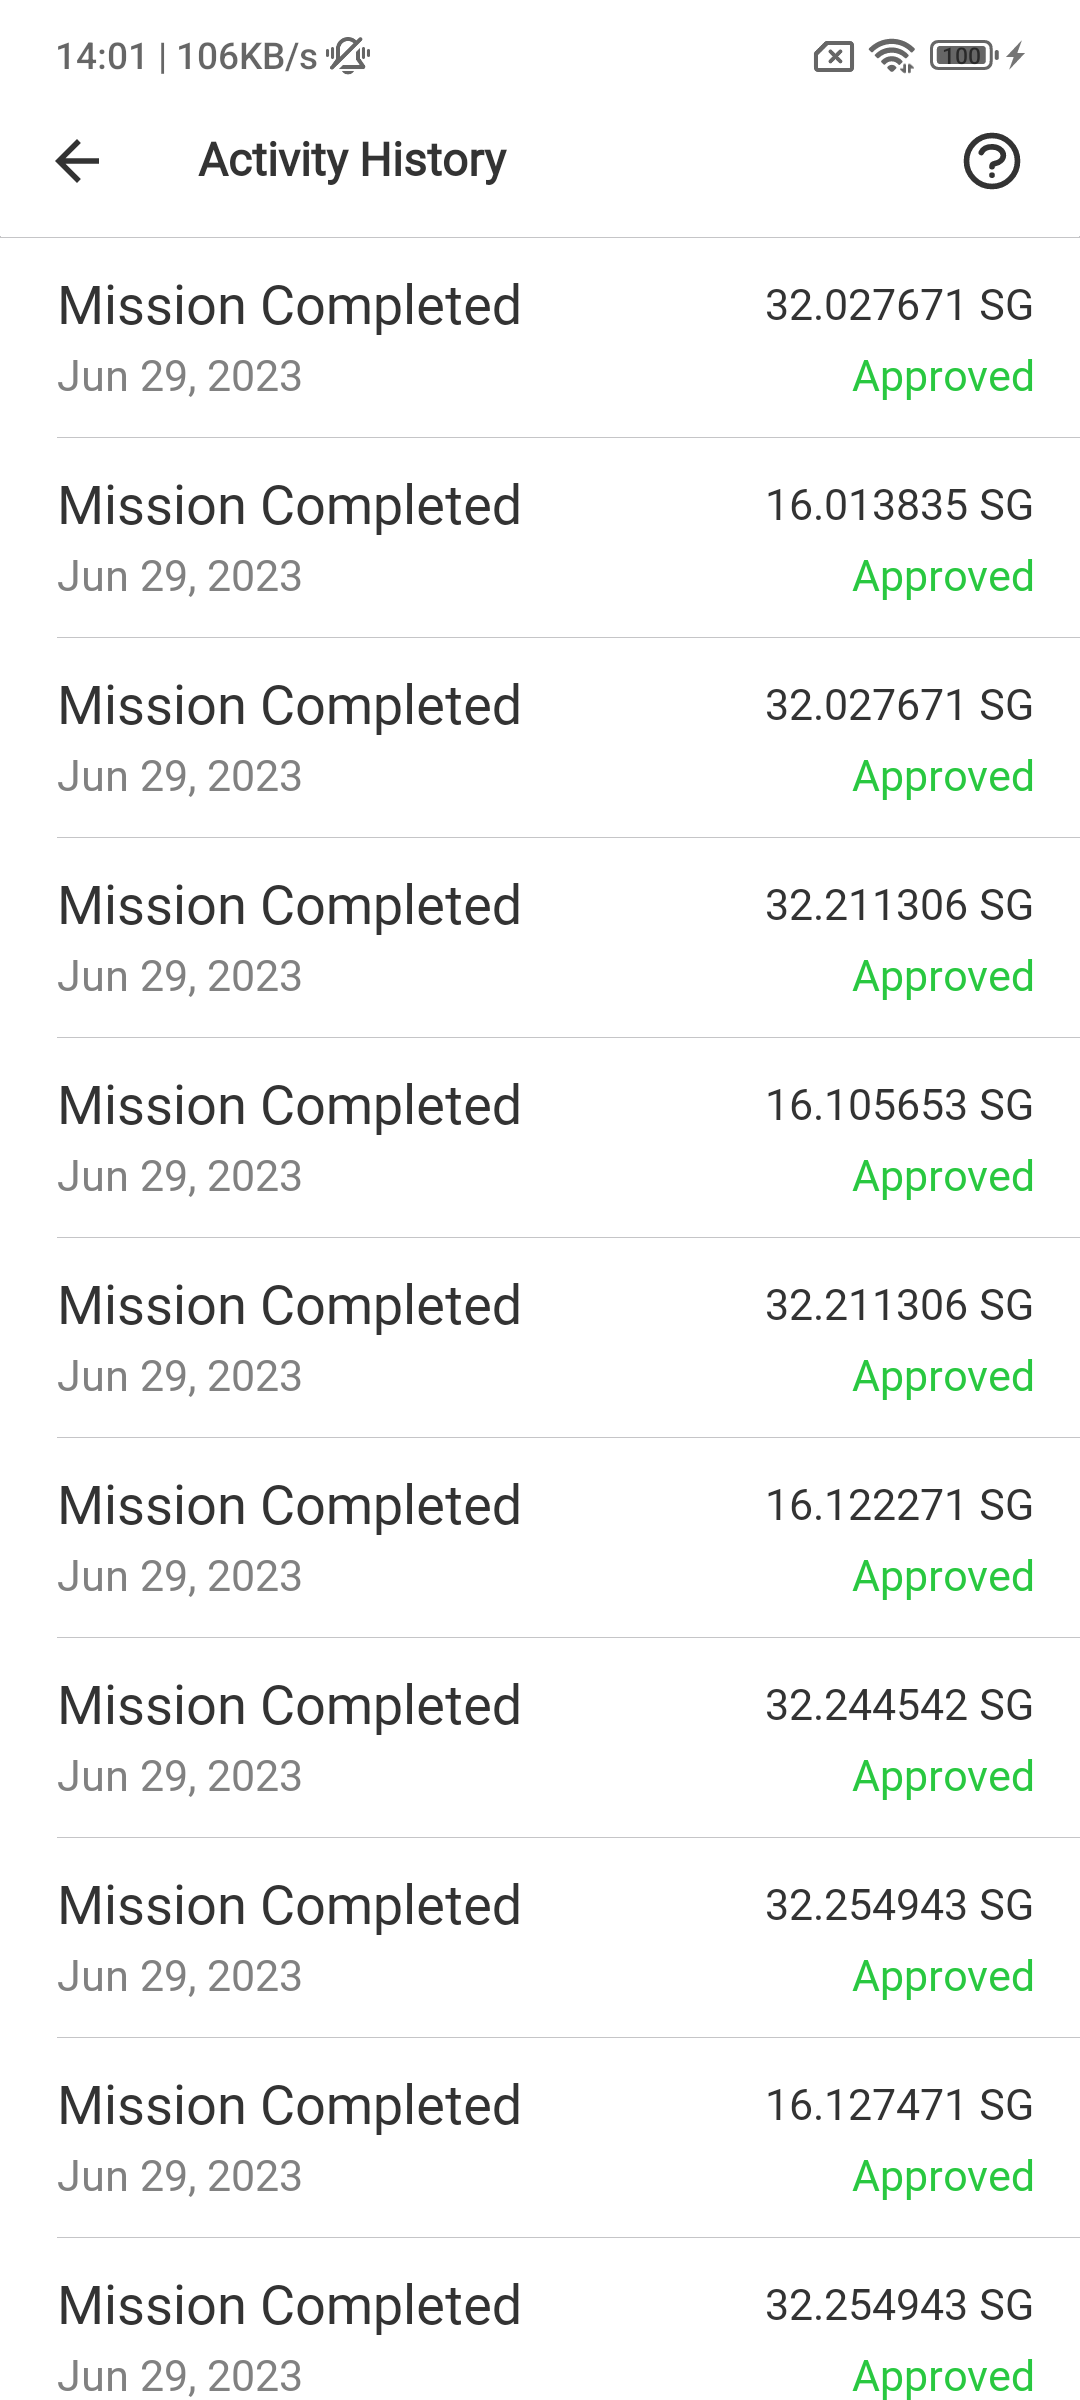 14:01 | 106KB/s 100
Activity History
Mission Completed 32.027671 SG
Jun 29, 2023 Approved
Mission Completed 16.013835 SG
Jun 29, 2023 Approved
Mission Completed 32.027671 SG
Jun 29, 2023 Approved
Mission Completed 32.211306 SG
Jun 29, 2023 Approved
Mission Completed 16.105653 SG
Jun 29, 2023 Approved
Mission Completed 32.211306 SG
Jun 29, 2023 Approved
Mission Completed 16.122271 SG
Jun 29, 2023 Approved
Mission Completed 32.244542 SG
Jun 29, 2023 Approved
Mission Completed 32.254943 SG
Jun 29, 2023 Approved
Mission Completed 16.127471 SG
Jun 29, 2023 Approved
Mission Completed 32.254943 SG
Jun 29, 2023 Approved